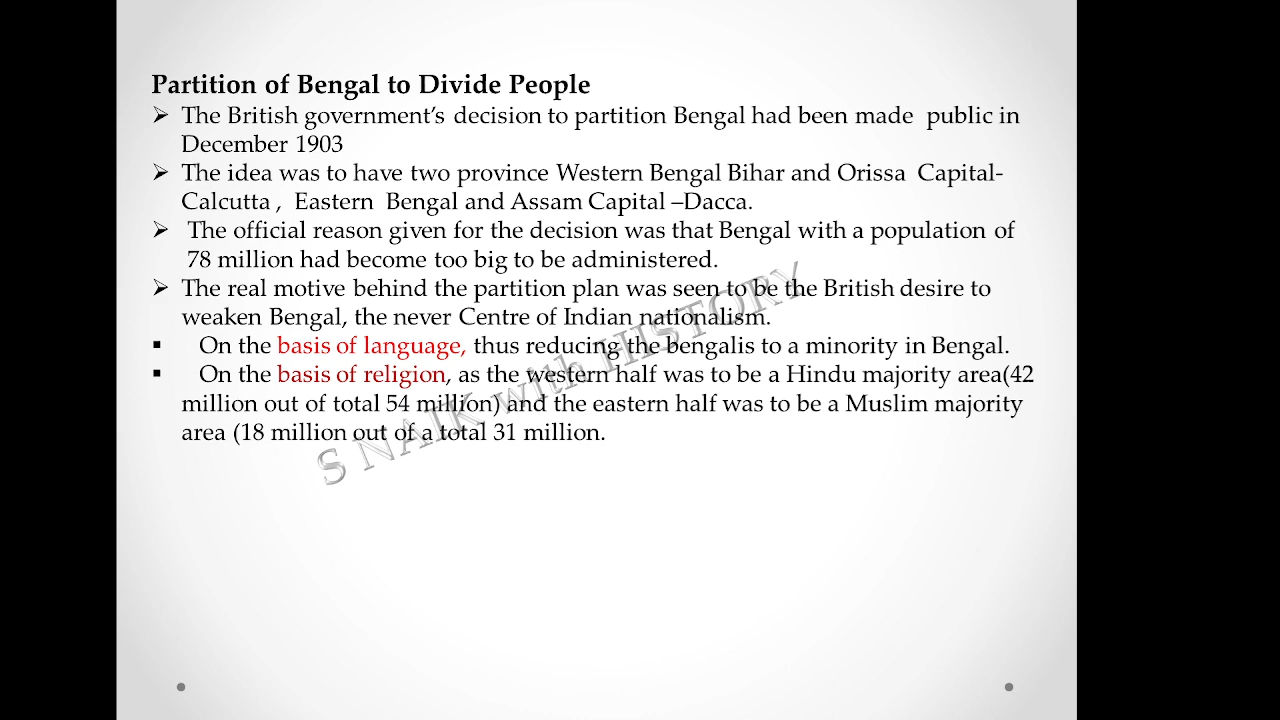 Partition of Bengal to Divide People
➢ The British government’s decision to partition Bengal had been made public in
December 1903
➢ The idea was to have two province Western Bengal Bihar and Orissa Capital-
Calcutta , Eastern Bengal and Assam Capital –Dacca.
➢ The official reason given for the decision was that Bengal with a population of
78 million had become too big to be administered.
➢ The real motive behind the partition plan was seen to be the British desire to
weaken Bengal, the never Centre of Indian nationalism.
▪ On the basis of language, thus reducing the bengalis to a minority in Bengal.
▪ On the basis of religion, as the western half was to be a Hindu majority area(42
million out of total 54 million) and the eastern half was to be a Muslim majority
area (18 million out of a total 31 million.
S NAIK with HISTORY